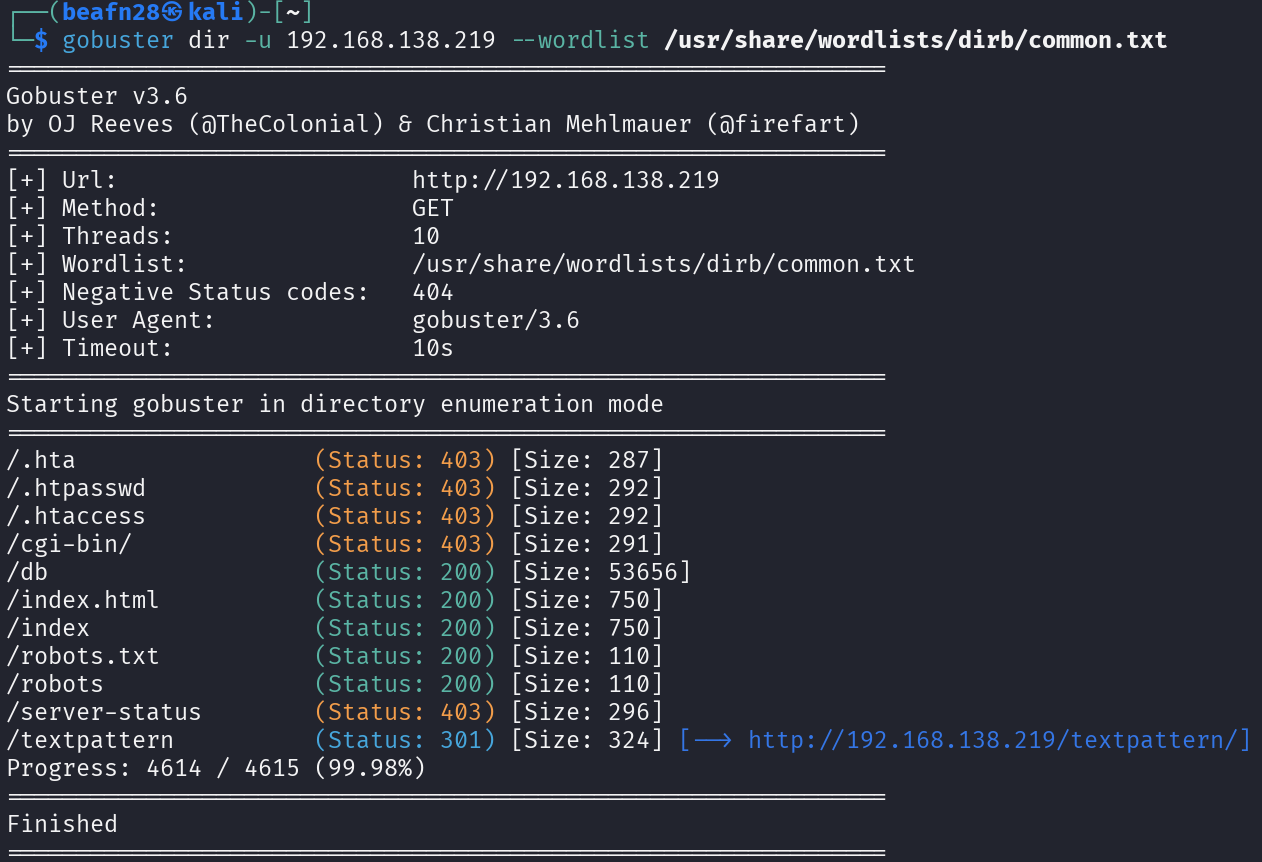 ┌──(beafn28㉿kali)-[~]
└─$ gobuster dir -u 192.168.138.219 --wordlist /usr/share/wordlists/dirb/common.txt
===============================================================
Gobuster v3.6
by OJ Reeves (@TheColonial) & Christian Mehlmauer (@firefart)
===============================================================
[+] Url:                     http://192.168.138.219
[+] Method:                  GET
[+] Threads:                 10
[+] Wordlist:                /usr/share/wordlists/dirb/common.txt
[+] Negative Status codes:   404
[+] User Agent:              gobuster/3.6
[+] Timeout:                 10s
===============================================================
Starting gobuster in directory enumeration mode
===============================================================
/.hta                 (Status: 403) [Size: 287]
/.htpasswd            (Status: 403) [Size: 292]
/.htaccess            (Status: 403) [Size: 292]
/cgi-bin/             (Status: 403) [Size: 291]
/db                   (Status: 200) [Size: 53656]
/index.html           (Status: 200) [Size: 750]
/index                (Status: 200) [Size: 750]
/robots.txt           (Status: 200) [Size: 110]
/robots               (Status: 200) [Size: 110]
/server-status        (Status: 403) [Size: 296]
/textpattern          (Status: 301) [Size: 324] [--> http://192.168.138.219/textpattern/]
Progress: 4614 / 4615 (99.98%)
===============================================================
Finished
===============================================================